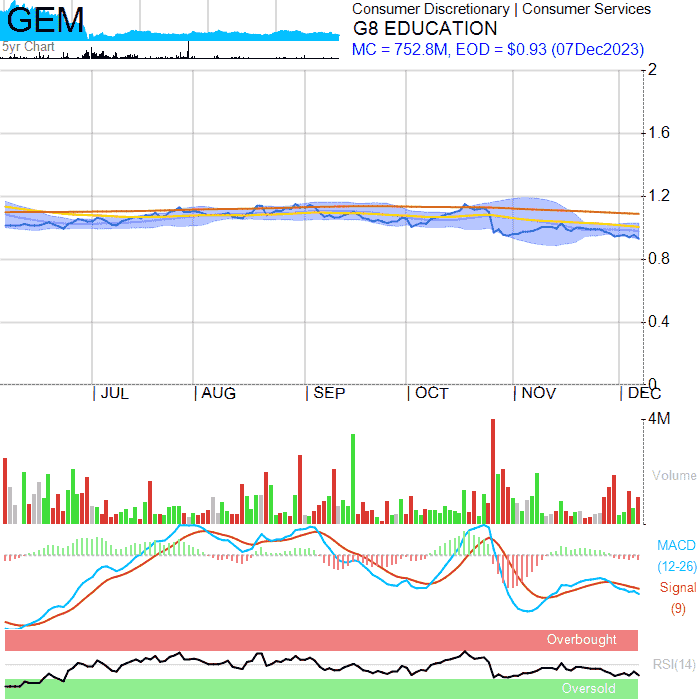 GEM
5yr Chart
Consumer Discretionary | Consumer Services
G8 EDUCATION
MC = 752.8M, EOD = $0.93 (07Dec2023)
2
1.6
1.2
0.8
0.4
0
JUL AUG SEP OCT NOV DEC
4M
Volume
MACD
(12-26)
Signal
(9)
Overbought
RSI(14)
Oversold